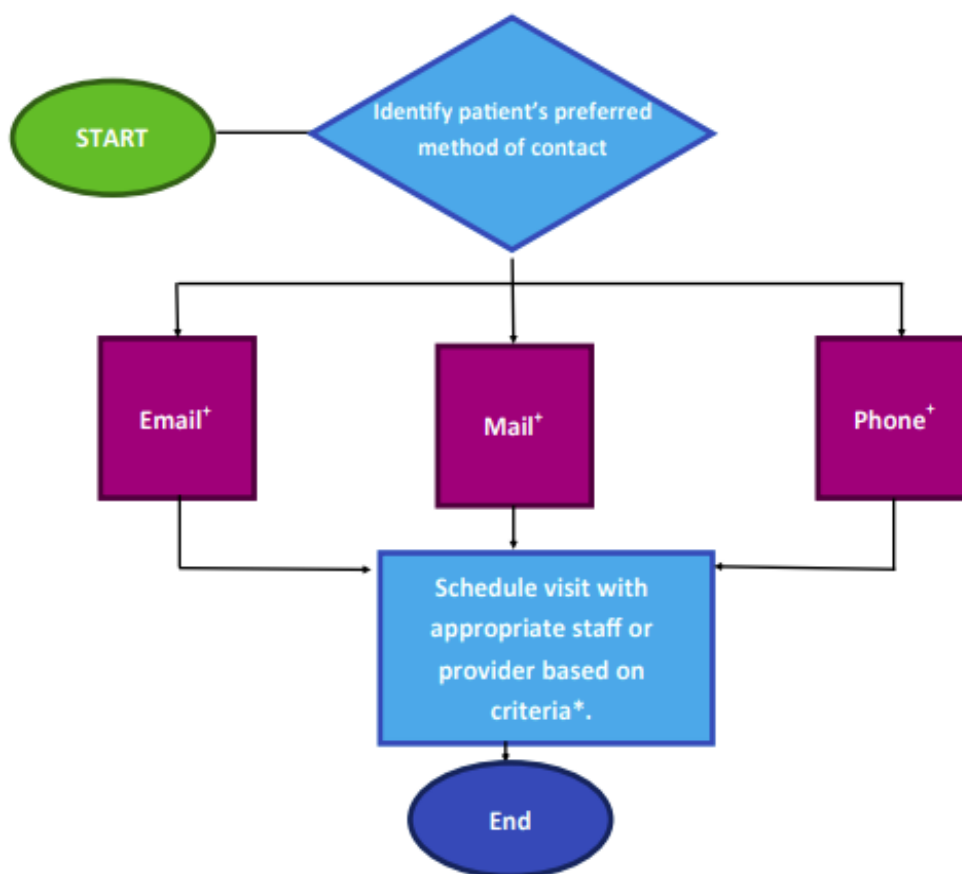 START
Identify patient’s preferred
method of contact
Email⁺
Mail⁺
Phone⁺
Schedule visit with
appropriate staff or
provider based on
criteria*.
End